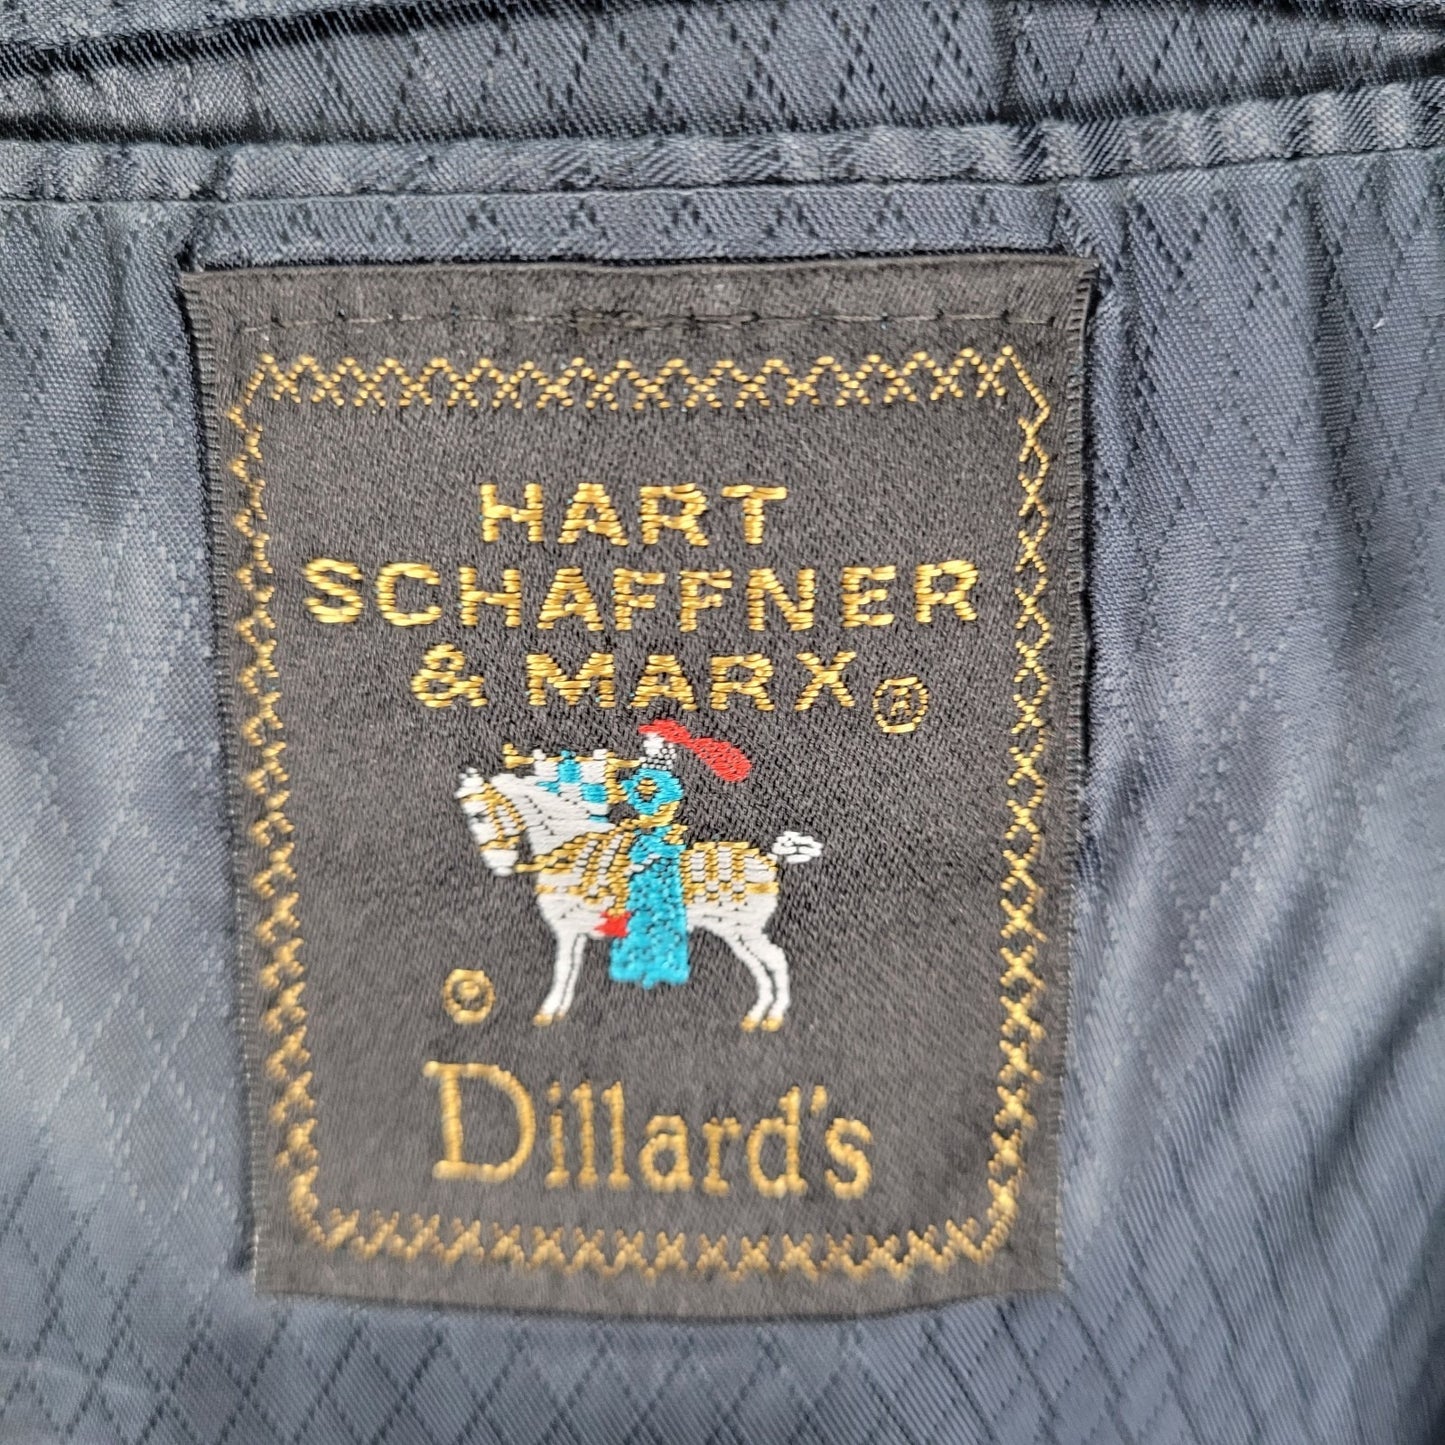 HART
SCHAFFNER
& MARX®
©
Dillard's